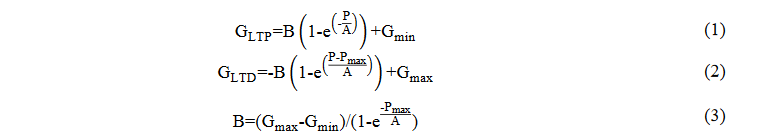 G_LTP=B(1-e^(-P/A))+G_min (1)
G_LTD=-B(1-e^((P-P_max)/A))+G_max (2)
B=(G_max-G_min)/(1-e^(-P_max/A)) (3)